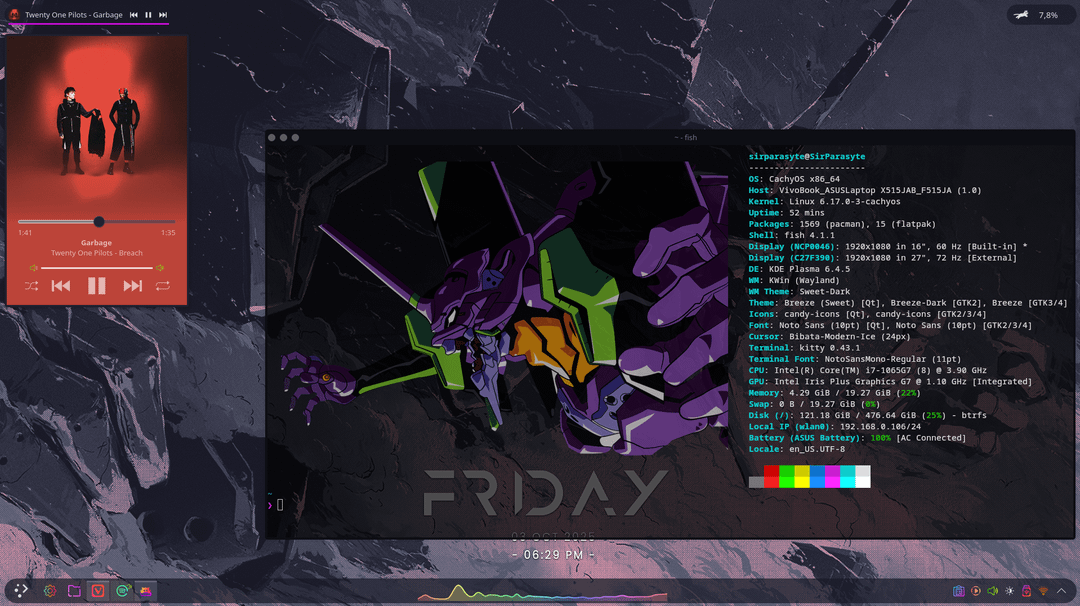 Twenty One Pilots - Garbage
7,8%
~ - fish
1:41
1:35
Garbage
Twenty One Pilots - Breach
sirparasyte@SirParasyte
-----------------------
OS: CachyOS x86_64
Host: VivoBook_ASUSLaptop X515JAB_F515JA (1.0)
Kernel: Linux 6.17.0-3-cachyos
Uptime: 52 mins
Packages: 1569 (pacman), 15 (flatpak)
Shell: fish 4.1.1
Display (NCP0046): 1920x1080 in 16", 60 Hz [Built-in] *
Display (C27F390): 1920x1080 in 27", 72 Hz [External]
DE: KDE Plasma 6.4.5
WM: KWin (Wayland)
WM Theme: Sweet-Dark
Theme: Breeze (Sweet) [Qt], Breeze-Dark [GTK2], Breeze [GTK3/4]
Icons: candy-icons [Qt], candy-icons [GTK2/3/4]
Font: Noto Sans (10pt) [Qt], Noto Sans (10pt) [GTK2/3/4]
Cursor: Bibata-Modern-Ice (24px)
Terminal: kitty 0.43.1
Terminal Font: NotoSansMono-Regular (11pt)
CPU: Intel(R) Core(TM) i7-1065G7 (8) @ 3.90 GHz
GPU: Intel Iris Plus Graphics G7 @ 1.10 GHz [Integrated]
Memory: 4.29 GiB / 19.27 GiB (22%)
Swap: 0 B / 19.27 GiB (0%)
Disk (/): 121.18 GiB / 476.64 GiB (25%) - btrfs
Local IP (wlan0): 192.168.0.106/24
Battery (ASUS Battery): 100% [AC Connected]
Locale: en_US.UTF-8
~
❯
FRIDAY
03 OCT 2025
- 06:29 PM -